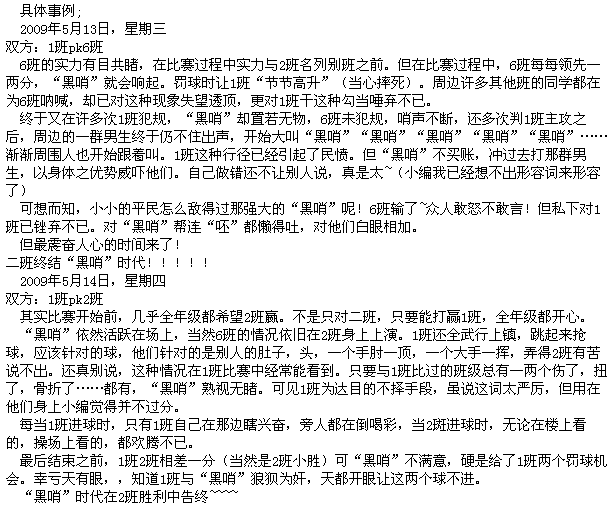 具体事例；
2009年5月13日，星期三
双方：1班pk6班
6班的实力有目共睹，在比赛过程中实力与2班名列别班之前。但在比赛过程中，6班每每领先一
两分，“黑哨”就会响起。罚球时让1班“节节高升”（当心摔死）。周边许多其他班的同学都在
为6班呐喊，却已对这种现象失望透顶，更对1班干这种勾当唾弃不已。
终于又在许多次1班犯规，“黑哨”却置若无物，6班未犯规，哨声不断，还多次判1班主攻之
后，周边的一群男生终于仍不住出声，开始大叫“黑哨”“黑哨”“黑哨”“黑哨”“黑哨”……
渐渐周围人也开始跟着叫。1班这种行径已经引起了民愤。但“黑哨”不买账，冲过去打那群男
生，以身体之优势威吓他们。自己做错还不让别人说，真是太~（小编我已经想不出形容词来形容
了）
可想而知，小小的平民怎么敌得过那强大的“黑哨”呢！6班输了~众人敢怒不敢言！但私下对1
班已锉弃不已。对“黑哨”帮连“呸”都懒得吐，对他们白眼相加。
但最震奋人心的时间来了！
二班终结“黑哨”时代！！！！！
2009年5月14日，星期四
双方：1班pk2班
其实比赛开始前，几乎全年级都希望2班赢。不是只对二班，只要能打赢1班，全年级都开心。
“黑哨”依然活跃在场上，当然6班的情况依旧在2班身上上演。1班还全武行上镇，跳起来抢
球，应该针对的球，他们针对的是别人的肚子，头，一个手肘一顶，一个大手一挥，弄得2班有苦
说不出。还真别说，这种情况在1班比赛中经常能看到。只要与1班比过的班级总有一两个伤了，扭
了，骨折了……都有，“黑哨”熟视无睹。可见1班为达目的不择手段，虽说这词太严厉，但用在
他们身上小编觉得并不过分。
每当1班进球时，只有1班自己在那边瞎兴奋，旁人都在倒喝彩，当2班进球时，无论在楼上看
的，操场上看的，都欢腾不已。
最后结束之前，1班2班相差一分（当然是2班小胜）可“黑哨”不满意，硬是给了1班两个罚球机
会。幸亏天有眼，，知道1班与“黑哨”狼狈为奸，天都开眼让这两个球不进。
“黑哨”时代在2班胜利中告终~~~~~